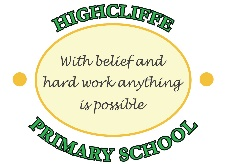 HIGHCLIFFE
With belief and
hard work anything
is possible
PRIMARY SCHOOL